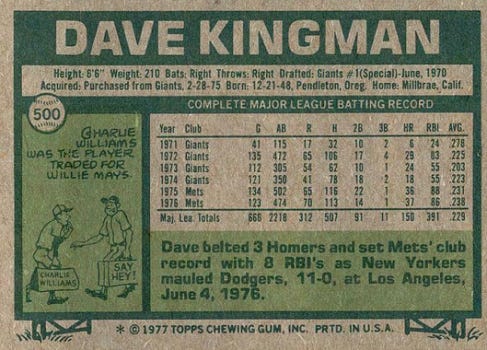 DAVE KINGMAN
Height: 6'6" Weight: 210 Bats: Right Throws: Right Drafted: Giants #1(Special)-June, 1970
Acquired: Purchased from Giants, 2-28-75 Born: 12-21-48, Pendleton, Oreg. Home: Millbrae, Calif.
500
COMPLETE MAJOR LEAGUE BATTING RECORD
CHARLIE
WILLIAMS
WAS THE PLAYER
TRADED FOR
WILLIE MAYS.
CHARLIE
WILLIAMS
SAY
HEY!
Year Club G AB R H 2B 3B HR RBI AVG.
1971 Giants 41 115 17 32 10 2 6 24 .278
1972 Giants 135 472 65 106 17 4 29 83 .225
1973 Giants 112 305 54 62 10 1 24 55 .203
1974 Giants 121 350 41 78 18 2 18 55 .223
1975 Mets 134 502 65 116 22 1 36 88 .231
1976 Mets 123 474 70 113 14 1 37 86 .238
Maj. Lea. Totals 666 2218 312 507 91 11 150 391 .229
Dave belted 3 Homers and set Mets' club
record with 8 RBI's as New Yorkers
mauled Dodgers, 11-0, at Los Angeles,
June 4, 1976.
* © 1977 TOPPS CHEWING GUM, INC. PRTD. IN U.S.A.